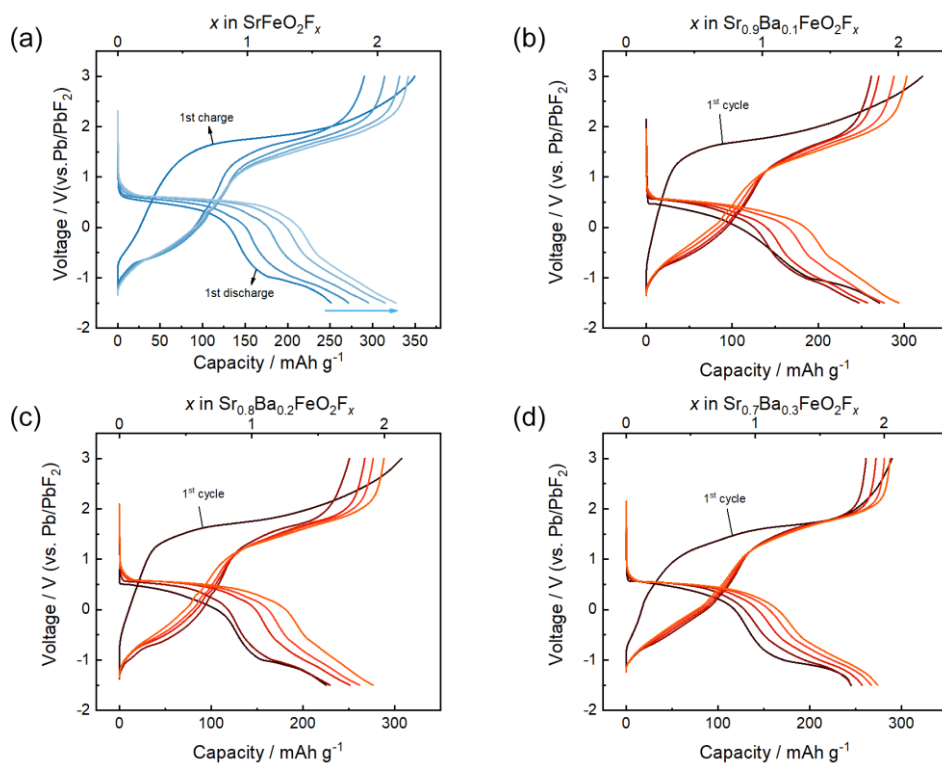 (a)
x in SrFeO₂Fₓ
0 1 2
3
2
1
0
-1
-2
Voltage / V(vs.Pb/PbF₂)
1st charge
1st discharge
0 50 100 150 200 250 300 350
Capacity / mAh g⁻¹
(b)
x in Sr₀.₉Ba₀.₁FeO₂Fₓ
0 1 2
3
2
1
0
-1
-2
Voltage / V (vs. Pb/PbF₂)
1ˢᵗ cycle
0 100 200 300
Capacity / mAh g⁻¹
(c)
x in Sr₀.₈Ba₀.₂FeO₂Fₓ
0 1 2
3
2
1
0
-1
-2
Voltage / V (vs. Pb/PbF₂)
1ˢᵗ cycle
0 100 200 300
Capacity / mAh g⁻¹
(d)
x in Sr₀.₇Ba₀.₃FeO₂Fₓ
0 1 2
3
2
1
0
-1
-2
Voltage / V (vs. Pb/PbF₂)
1ˢᵗ cycle
0 100 200 300
Capacity / mAh g⁻¹